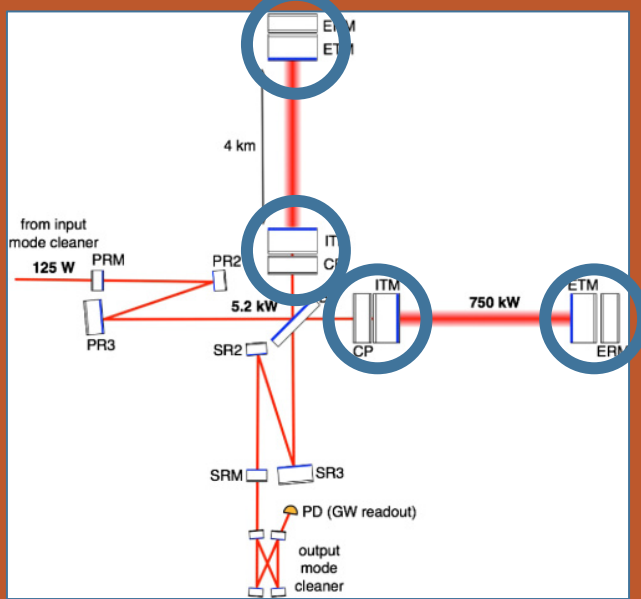 4 km
from input
mode cleaner
125 W
PRM
PR2
PR3
5.2 kW
ITM
CP
750 kW
ETM
ERM
SR2
SRM
SR3
PD (GW readout)
output
mode
cleaner